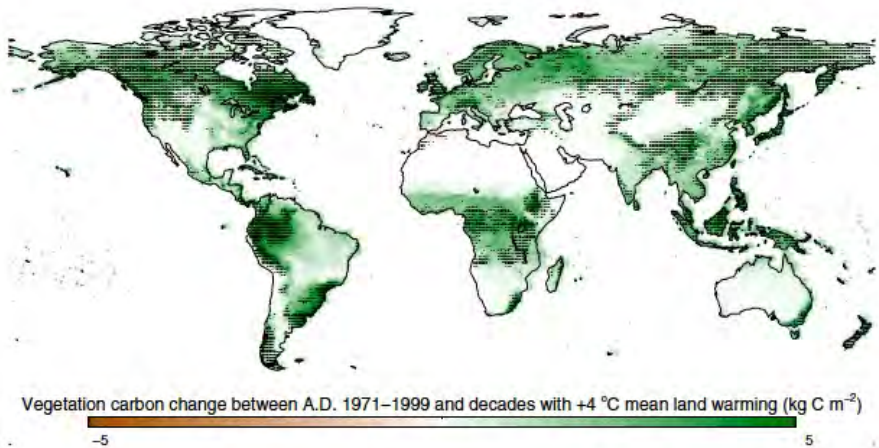 Vegetation carbon change between A.D. 1971–1999 and decades with +4 °C mean land warming (kg C m⁻²)
−5 5